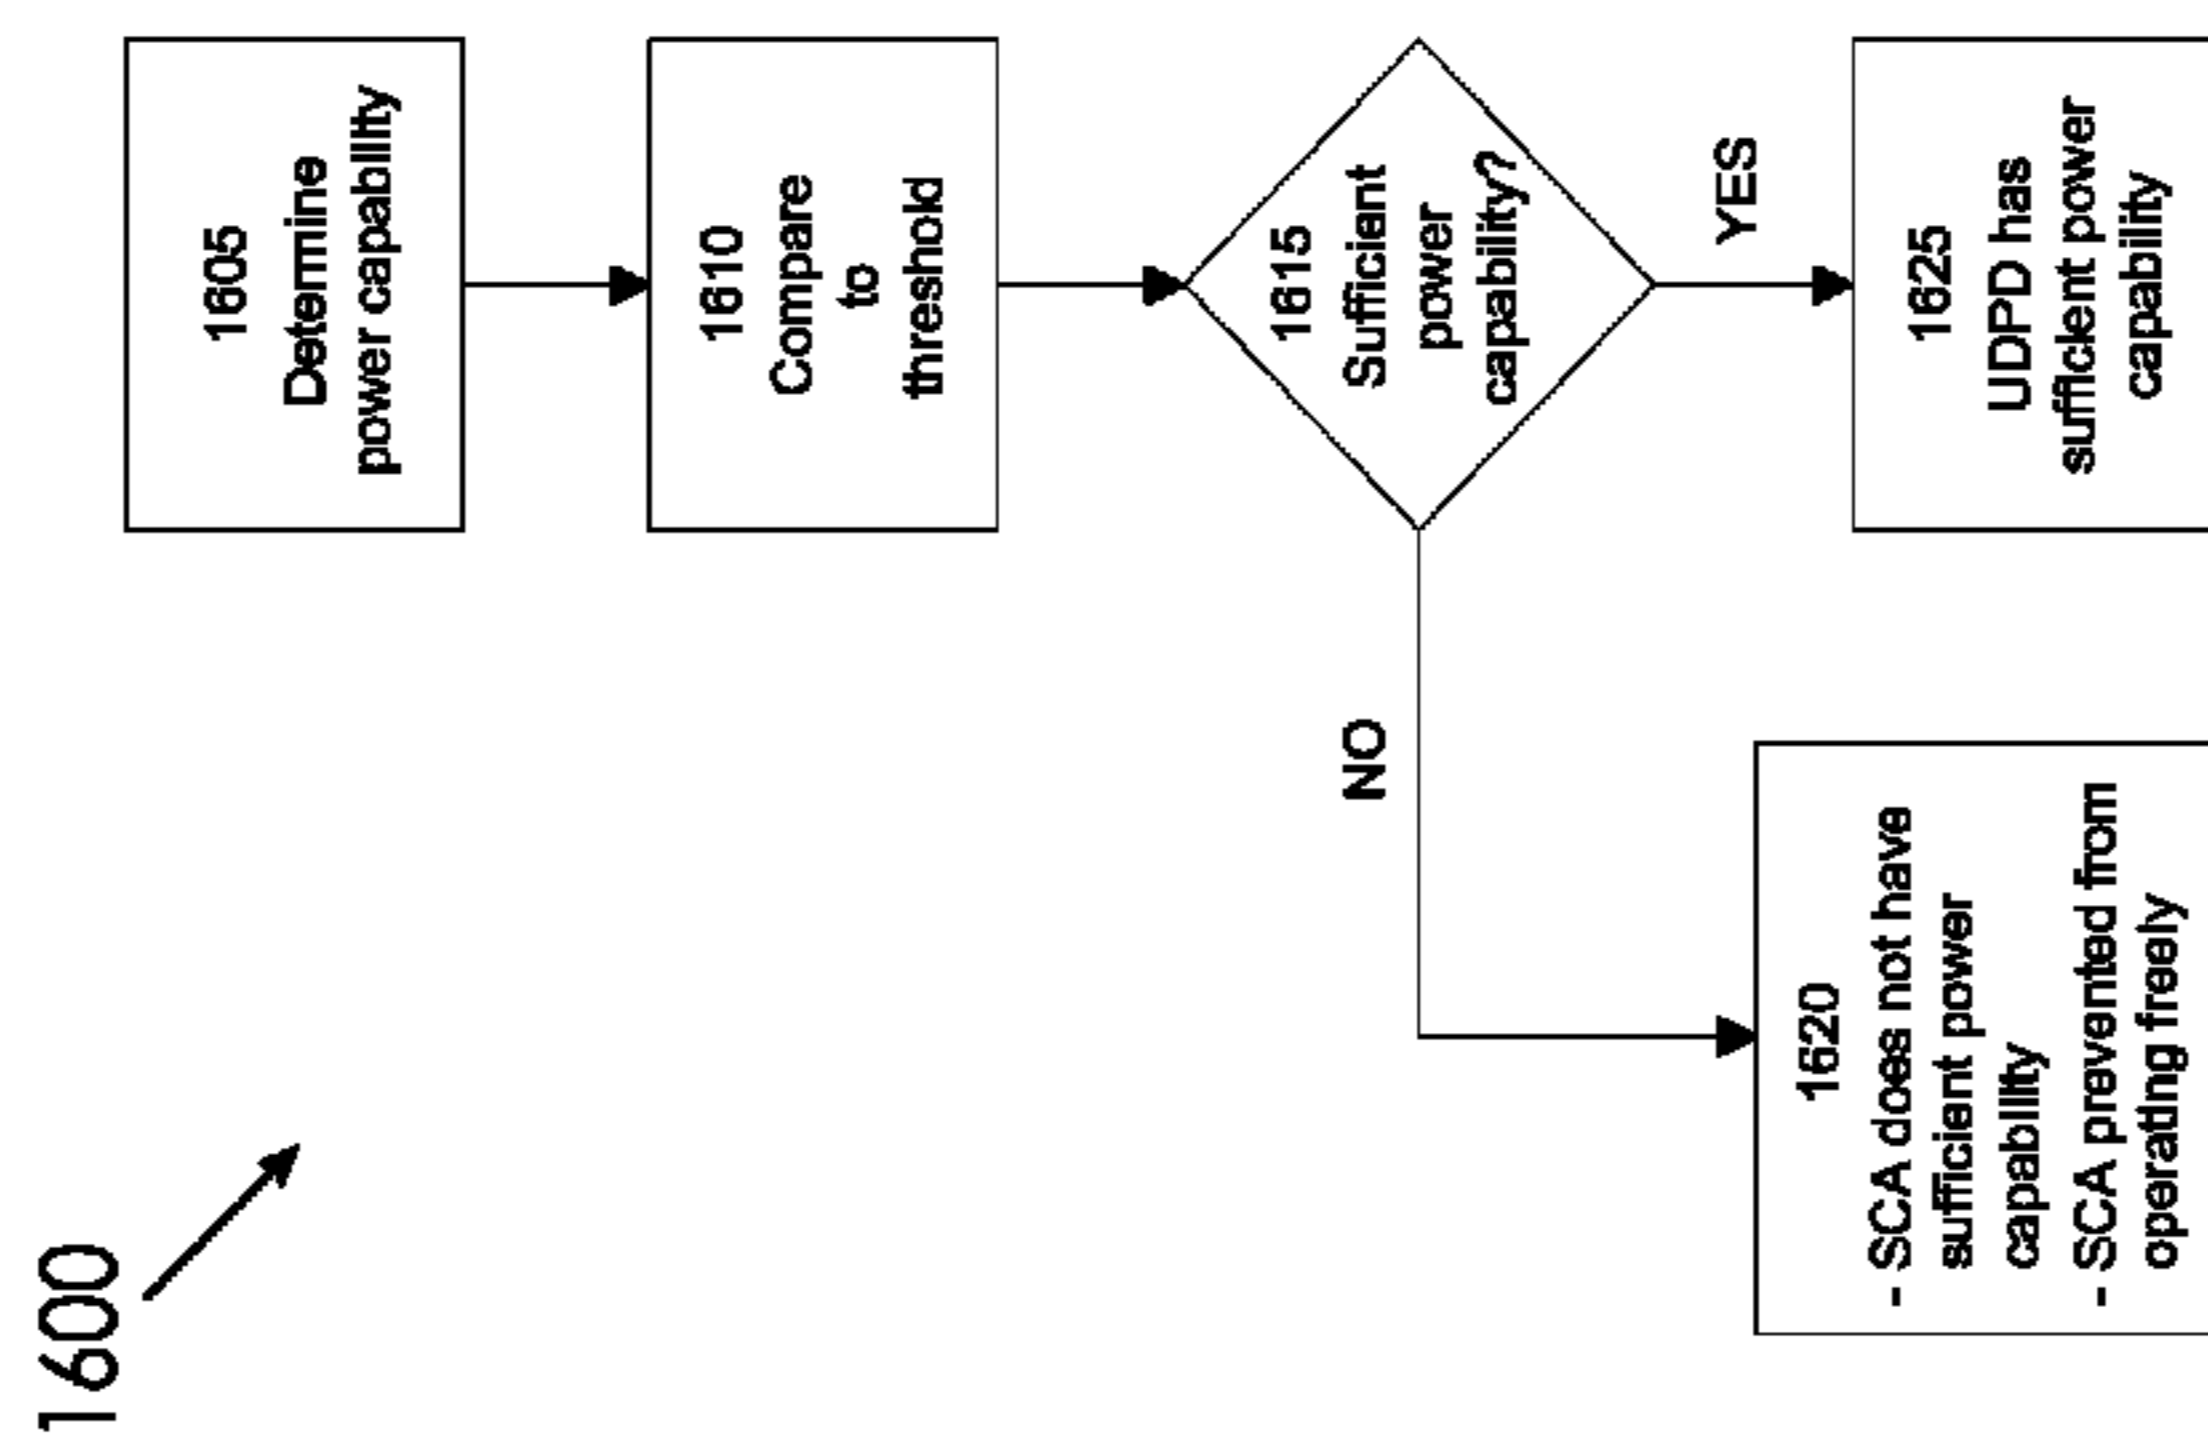 1600
1605
Determine
power capability
1610
Compare
to
threshold
1615
Sufficient
power
capability?
NO
YES
1620
- SCA does not have
sufficient power
capability
- SCA prevented from
operating freely
1625
UDPD has
sufficient power
capability